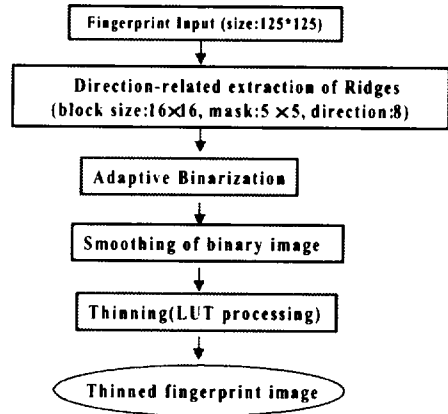 Fingerprint Input (size:125*125)
Direction-related extraction of Ridges
(block size:16×16, mask:5 ×5, direction:8)
Adaptive Binarization
Smoothing of binary image
Thinning(LUT processing)
Thinned fingerprint image